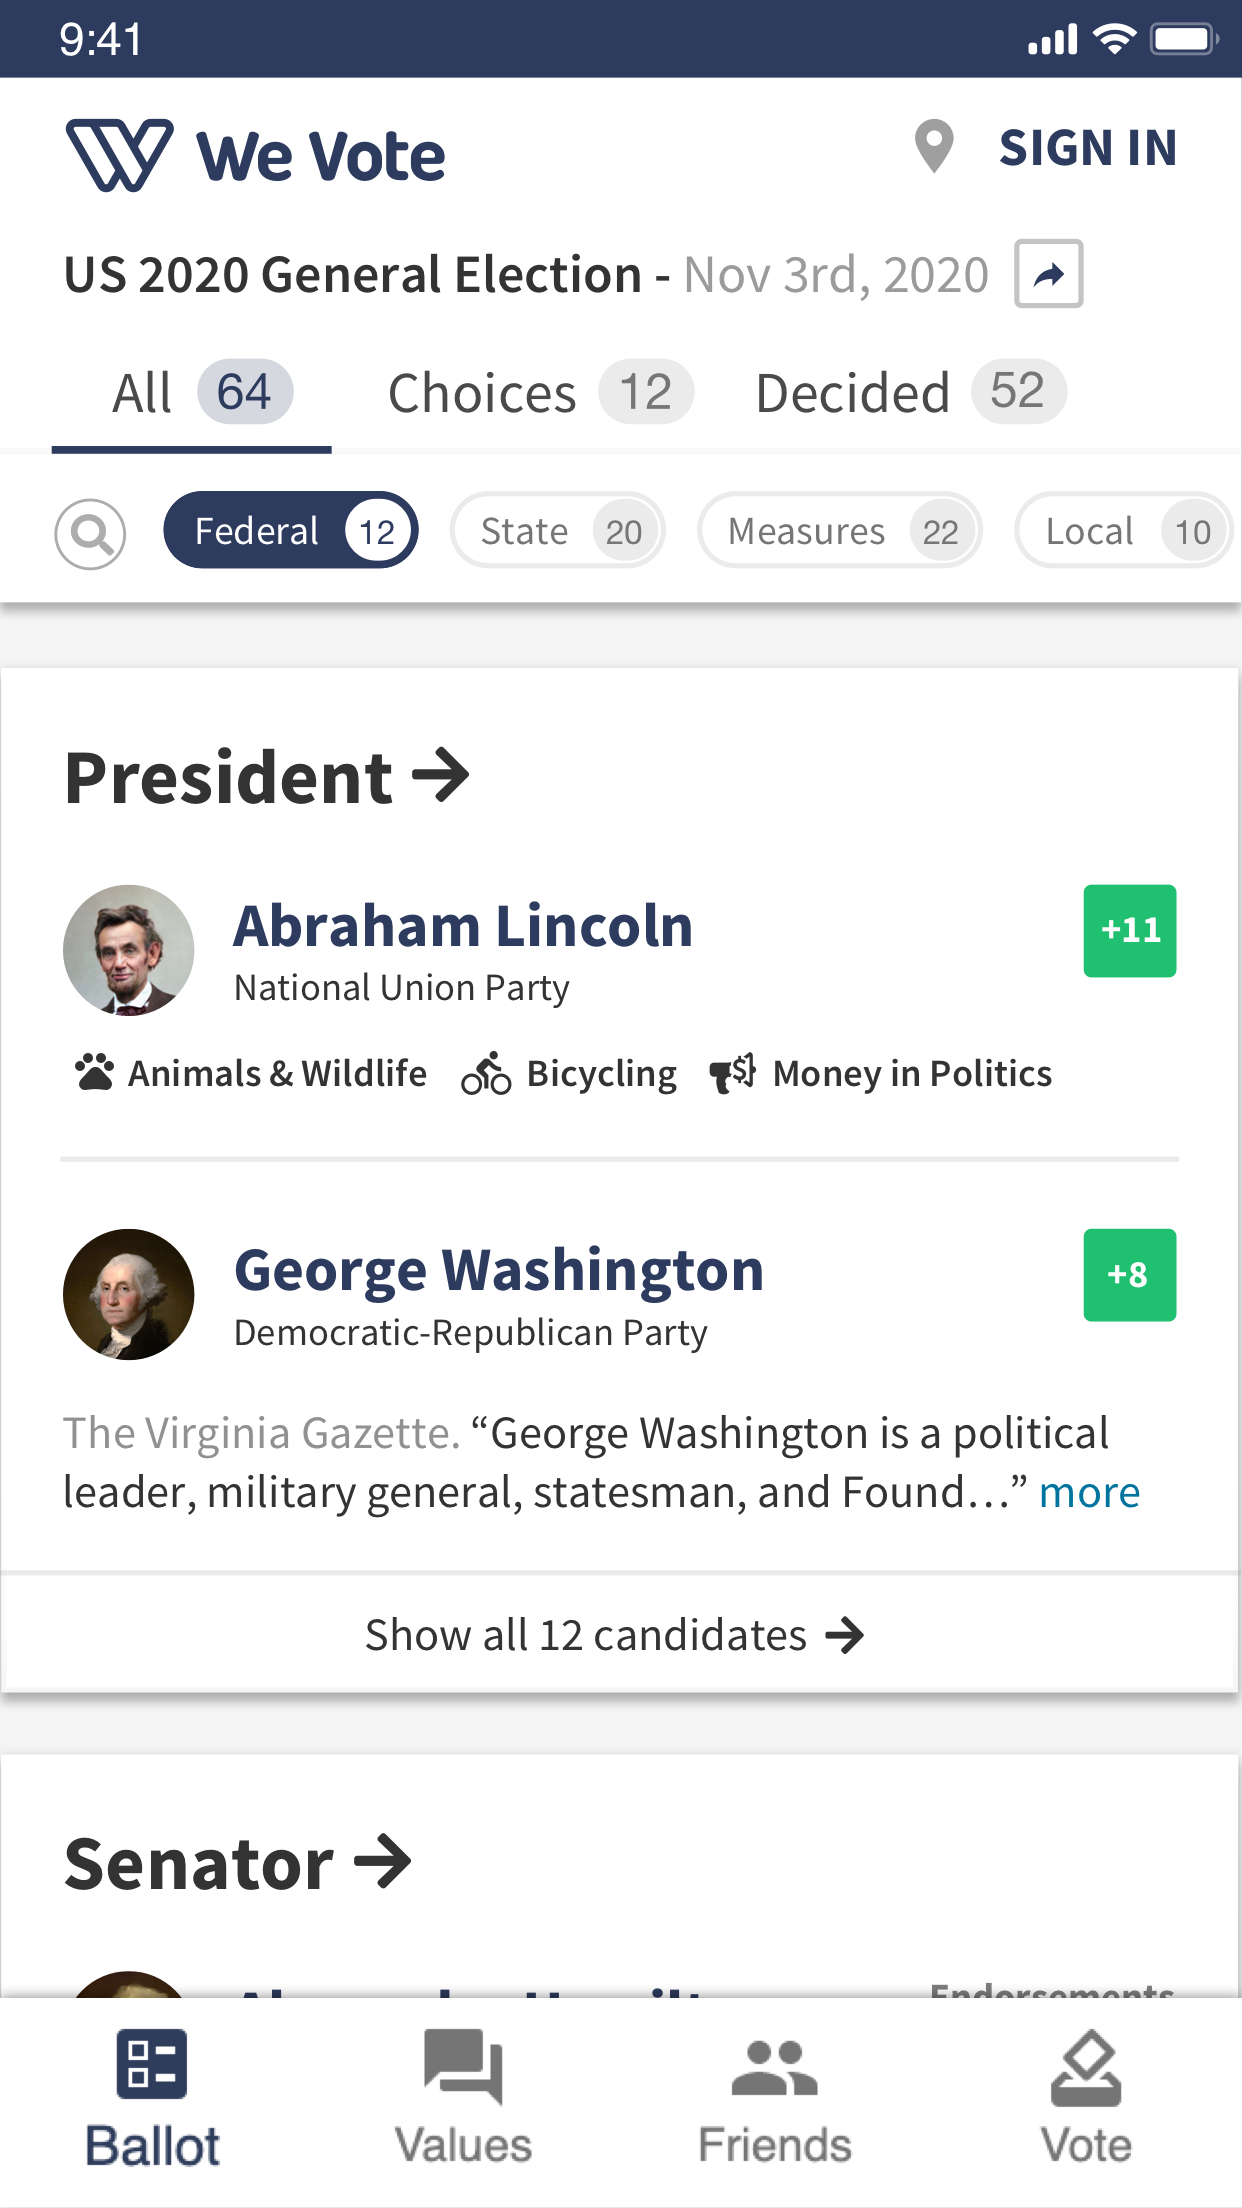 9:41
We Vote
SIGN IN
US 2020 General Election - Nov 3rd, 2020
All 64 Choices 12 Decided 52
Federal 12 State 20 Measures 22 Local 10
President
Abraham Lincoln
+11
National Union Party
Animals & Wildlife Bicycling Money in Politics
George Washington
+8
Democratic-Republican Party
The Virginia Gazette. “George Washington is a political
leader, military general, statesman, and Found...” more
Show all 12 candidates
Senator
Endorsements
Ballot Values Friends Vote